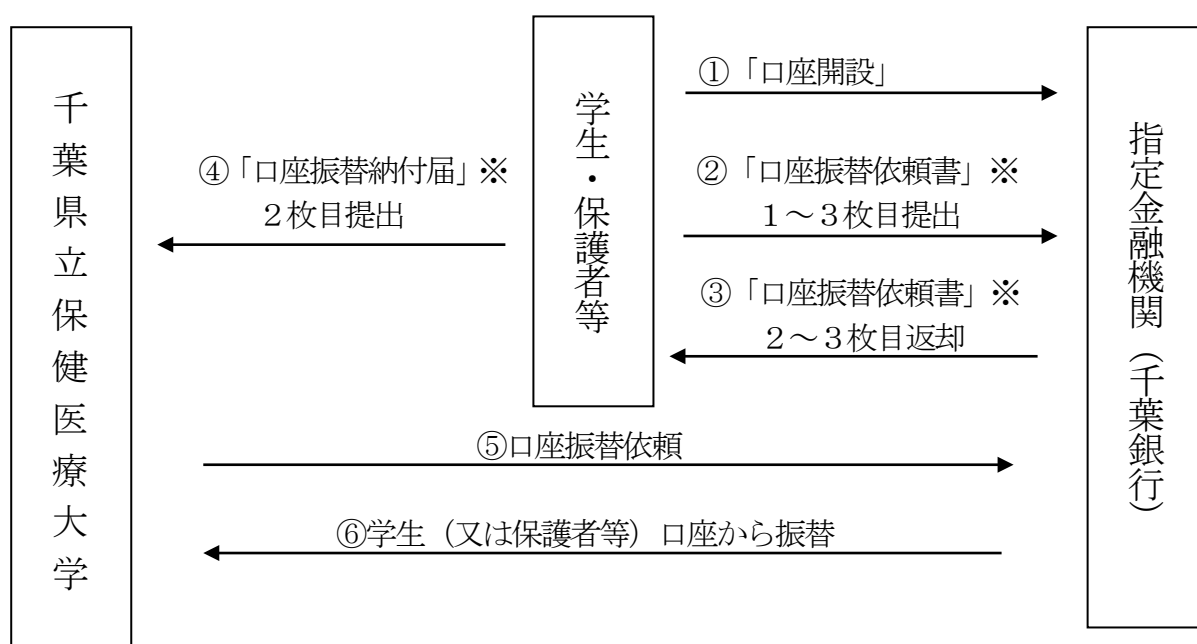 千葉県立保健医療大学
学生・保護者等
指定金融機関（千葉銀行）
①「口座開設」
②「口座振替依頼書」※
１～３枚目提出
③「口座振替依頼書」※
２～３枚目返却
④「口座振替納付届」※
２枚目提出
⑤口座振替依頼
⑥学生（又は保護者等）口座から振替